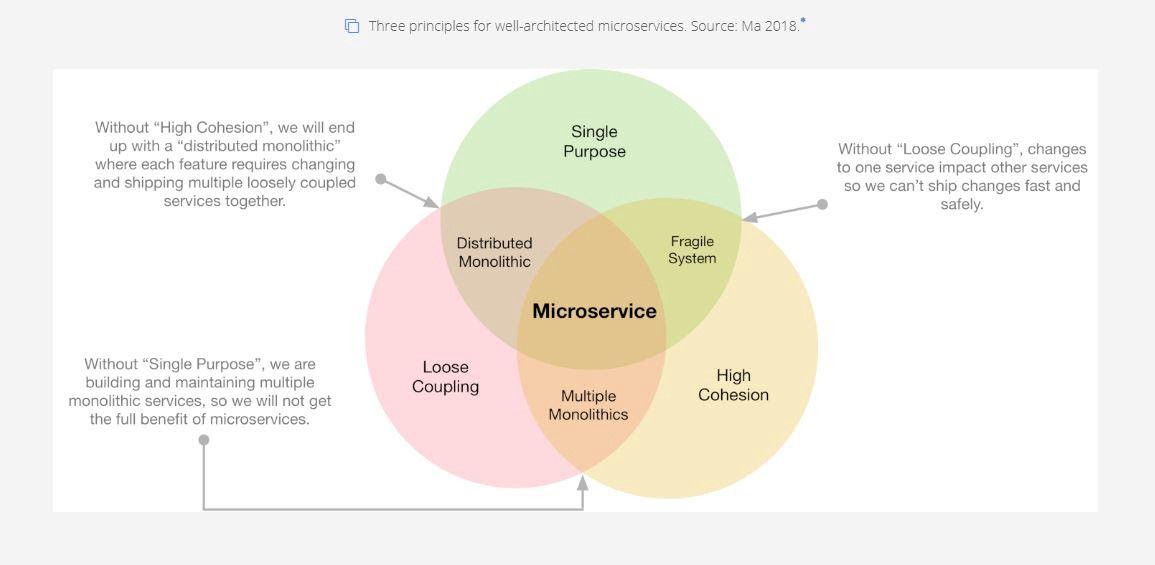 Three principles for well-architected microservices. Source: Ma 2018.*
Without “High Cohesion”, we will end
up with a “distributed monolithic”
where each feature requires changing
and shipping multiple loosely coupled
services together.
Single
Purpose
Without “Loose Coupling”, changes
to one service impact other services
so we can’t ship changes fast and
safely.
Distributed
Monolithic
Fragile
System
Microservice
Without “Single Purpose”, we are
building and maintaining multiple
monolithic services, so we will not get
the full benefit of microservices.
Loose
Coupling
Multiple
Monolithics
High
Cohesion